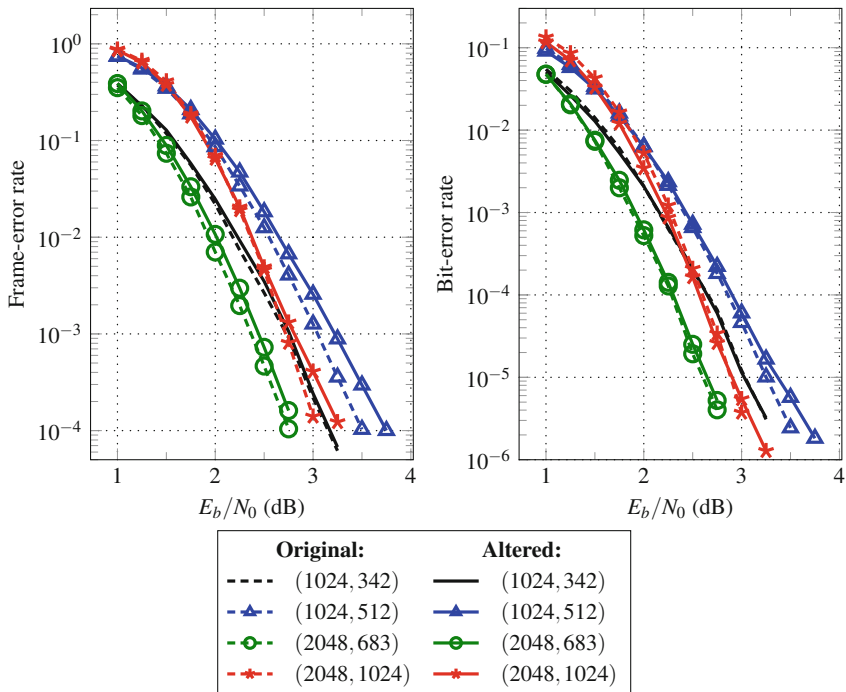 10^0
10^{-1}
10^{-2}
10^{-3}
10^{-4}
Frame-error rate
1 2 3 4
E_b/N_0 (dB)
10^{-1}
10^{-2}
10^{-3}
10^{-4}
10^{-5}
10^{-6}
Bit-error rate
1 2 3 4
E_b/N_0 (dB)
Original: Altered:
(1024,342) (1024,342)
(1024,512) (1024,512)
(2048,683) (2048,683)
(2048,1024) (2048,1024)